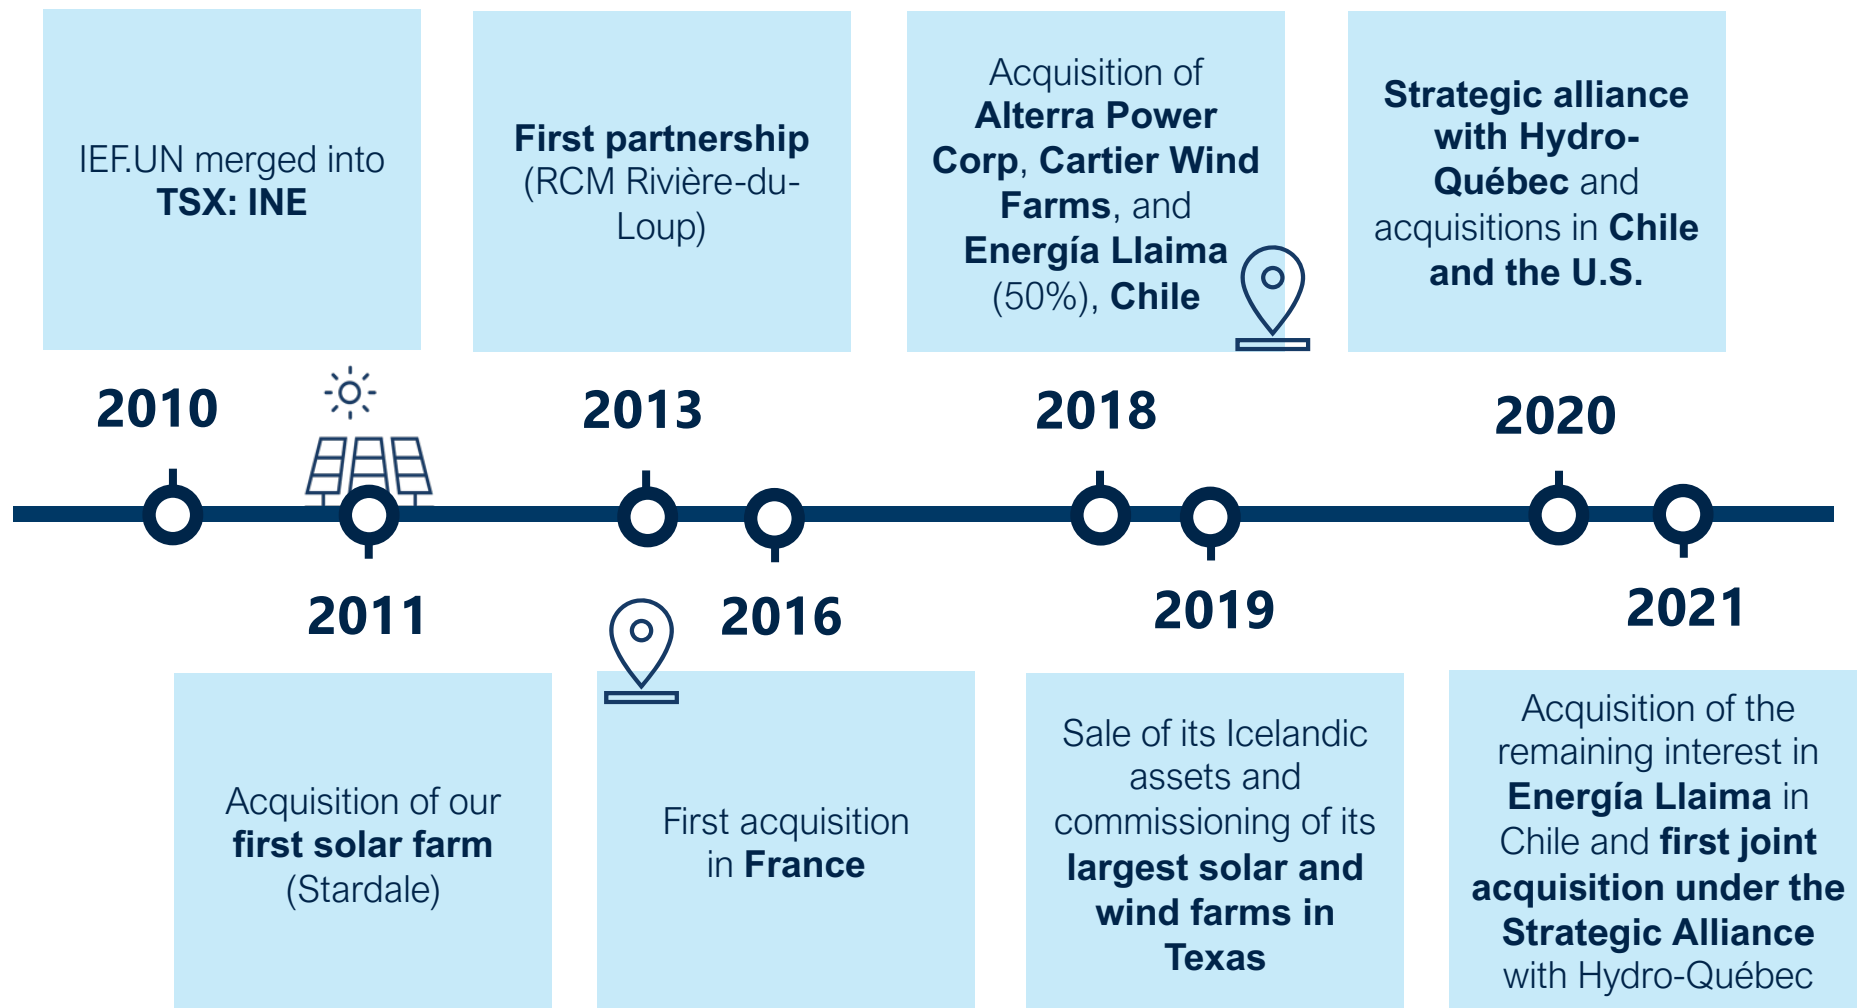 IEF.UN merged into
TSX: INE
First partnership
(RCM Rivière-du-
Loup)
Acquisition of
Alterra Power
Corp, Cartier Wind
Farms, and
Energía Llaima
(50%), Chile
Strategic alliance
with Hydro-
Québec and
acquisitions in Chile
and the U.S.
2010
2013
2018
2020
2011
2016
2019
2021
Acquisition of our
first solar farm
(Stardale)
First acquisition
in France
Sale of its Icelandic
assets and
commissioning of its
largest solar and
wind farms in
Texas
Acquisition of the
remaining interest in
Energía Llaima in
Chile and first joint
acquisition under the
Strategic Alliance
with Hydro-Québec